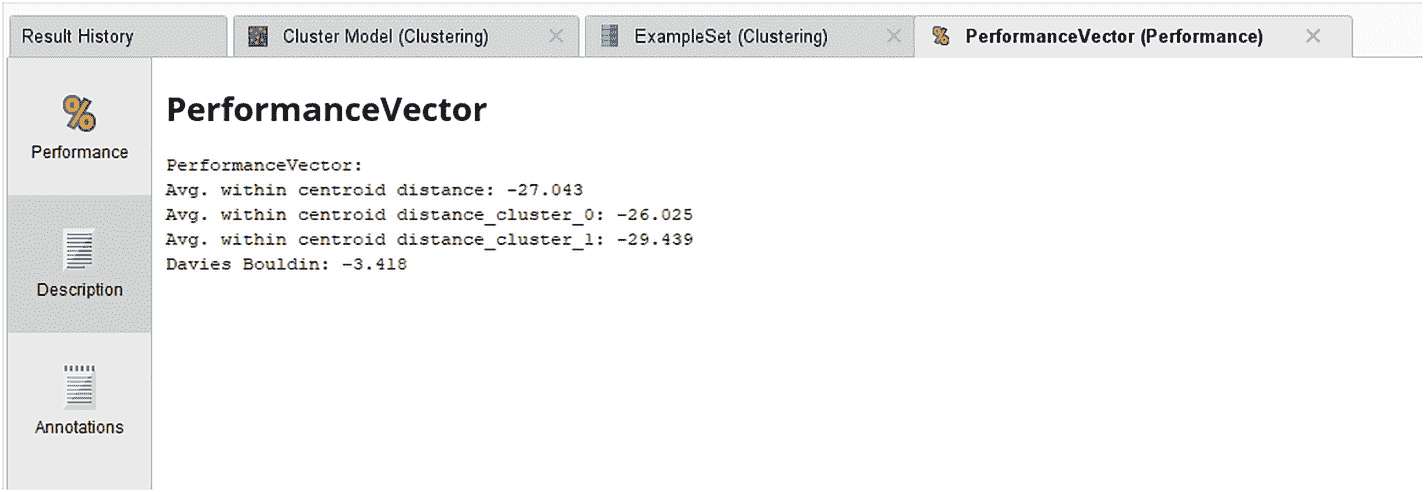 Result History
Cluster Model (Clustering)
ExampleSet (Clustering)
PerformanceVector (Performance)
Performance
Description
Annotations
PerformanceVector
PerformanceVector:
Avg. within centroid distance: -27.043
Avg. within centroid distance_cluster_0: -26.025
Avg. within centroid distance_cluster_1: -29.439
Davies Bouldin: -3.418